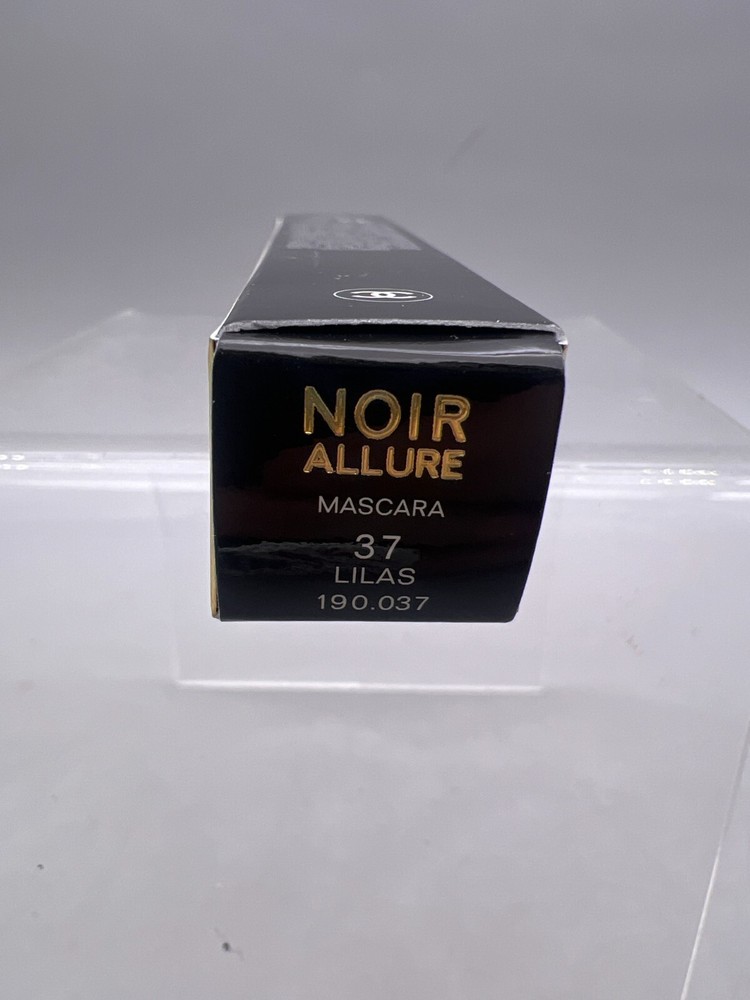 NOIR
ALLURE
MASCARA
37
LILAS
190.037